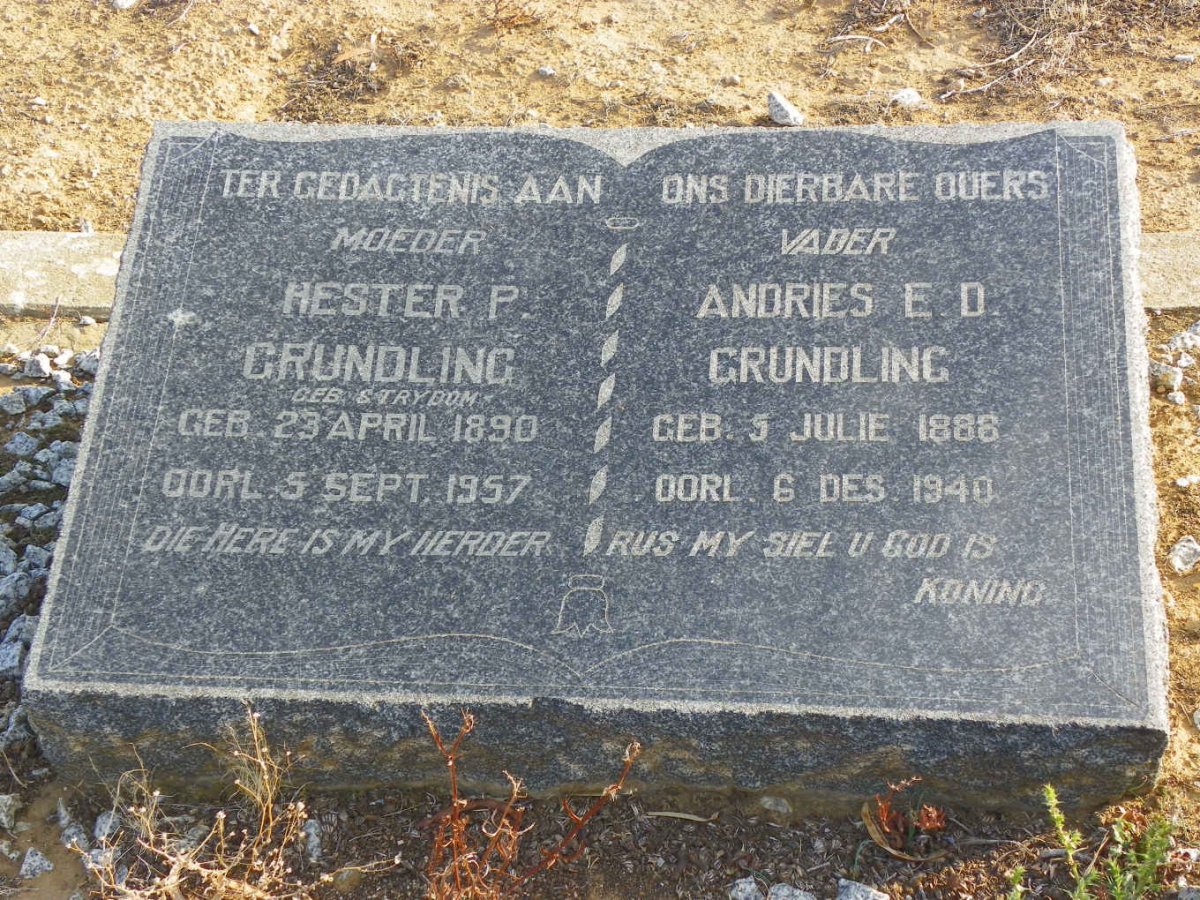 TER GEDAGTENIS AAN ONS DIERBARE OUERS
MOEDER
HESTER P.
GRUNDLING
GEB. STRYDOM
GEB. 23 APRIL 1890
OORL. 5 SEPT. 1957
DIE HERE IS MY HERDER
VADER
ANDRIES E. D.
GRUNDLING
GEB. 5 JULIE 1886
OORL. 6 DES. 1940
RUS MY SIEL U GOD IS
KONING